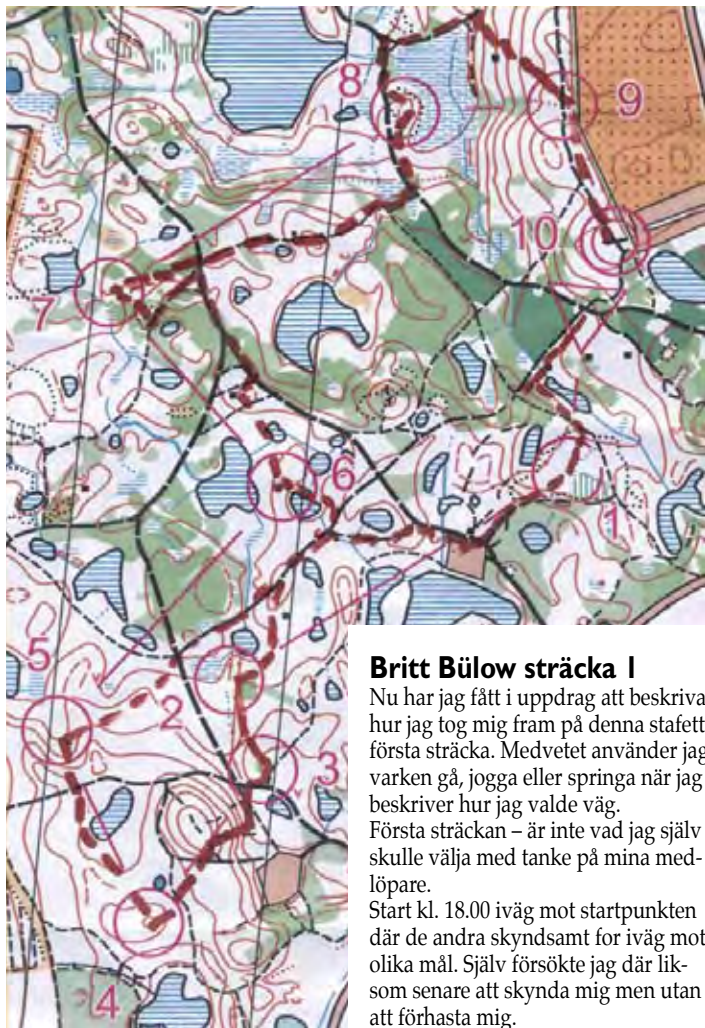 8
9
10
7
6
1
5
2
3
4
Britt Bülow sträcka 1
Nu har jag fått i uppdrag att beskriva
hur jag tog mig fram på denna stafett
första sträcka. Medvetet använder jag
varken gå, jogga eller springa när jag
beskriver hur jag valde väg.
Första sträckan – är inte vad jag själv
skulle välja med tanke på mina med-
löpare.
Start kl. 18.00 iväg mot startpunkten
där de andra skyndsamt for iväg mot
olika mål. Själv försökte jag där lik-
som senare att skynda mig men utan
att förhasta mig.